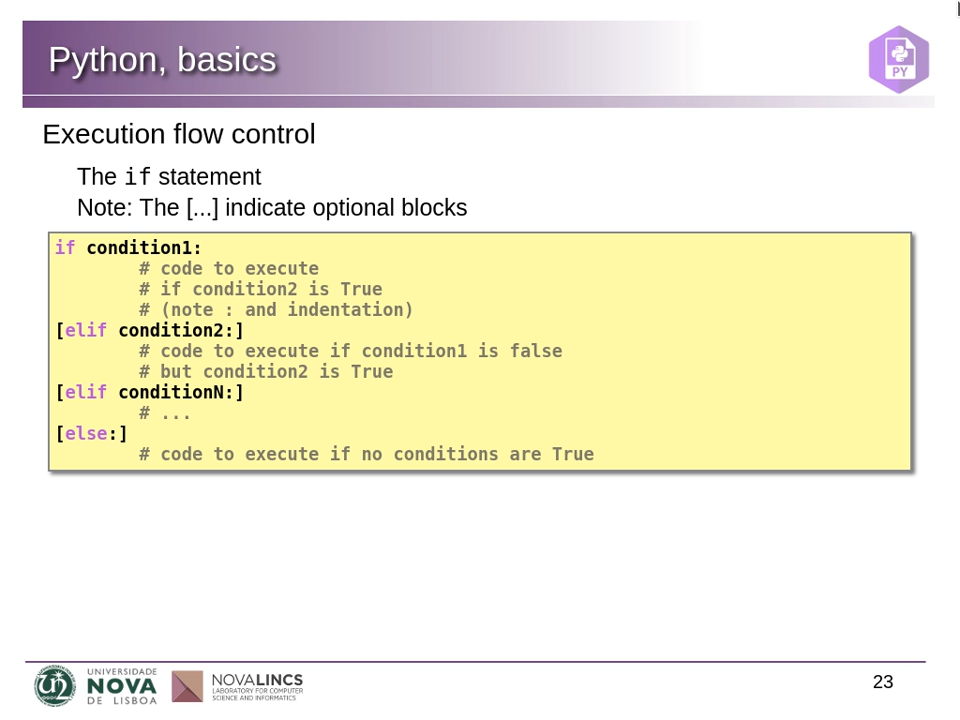 Python, basics
PY
Execution flow control
The if statement
Note: The [...] indicate optional blocks
if condition1:
        # code to execute
        # if condition2 is True
        # (note : and indentation)
[elif condition2:]
        # code to execute if condition1 is false
        # but condition2 is True
[elif conditionN:]
        # ...
[else:]
        # code to execute if no conditions are True
UNIVERSIDADE
NOVA
DE LISBOA
NOVALINCS
LABORATORY FOR COMPUTER
SCIENCE AND INFORMATICS
23